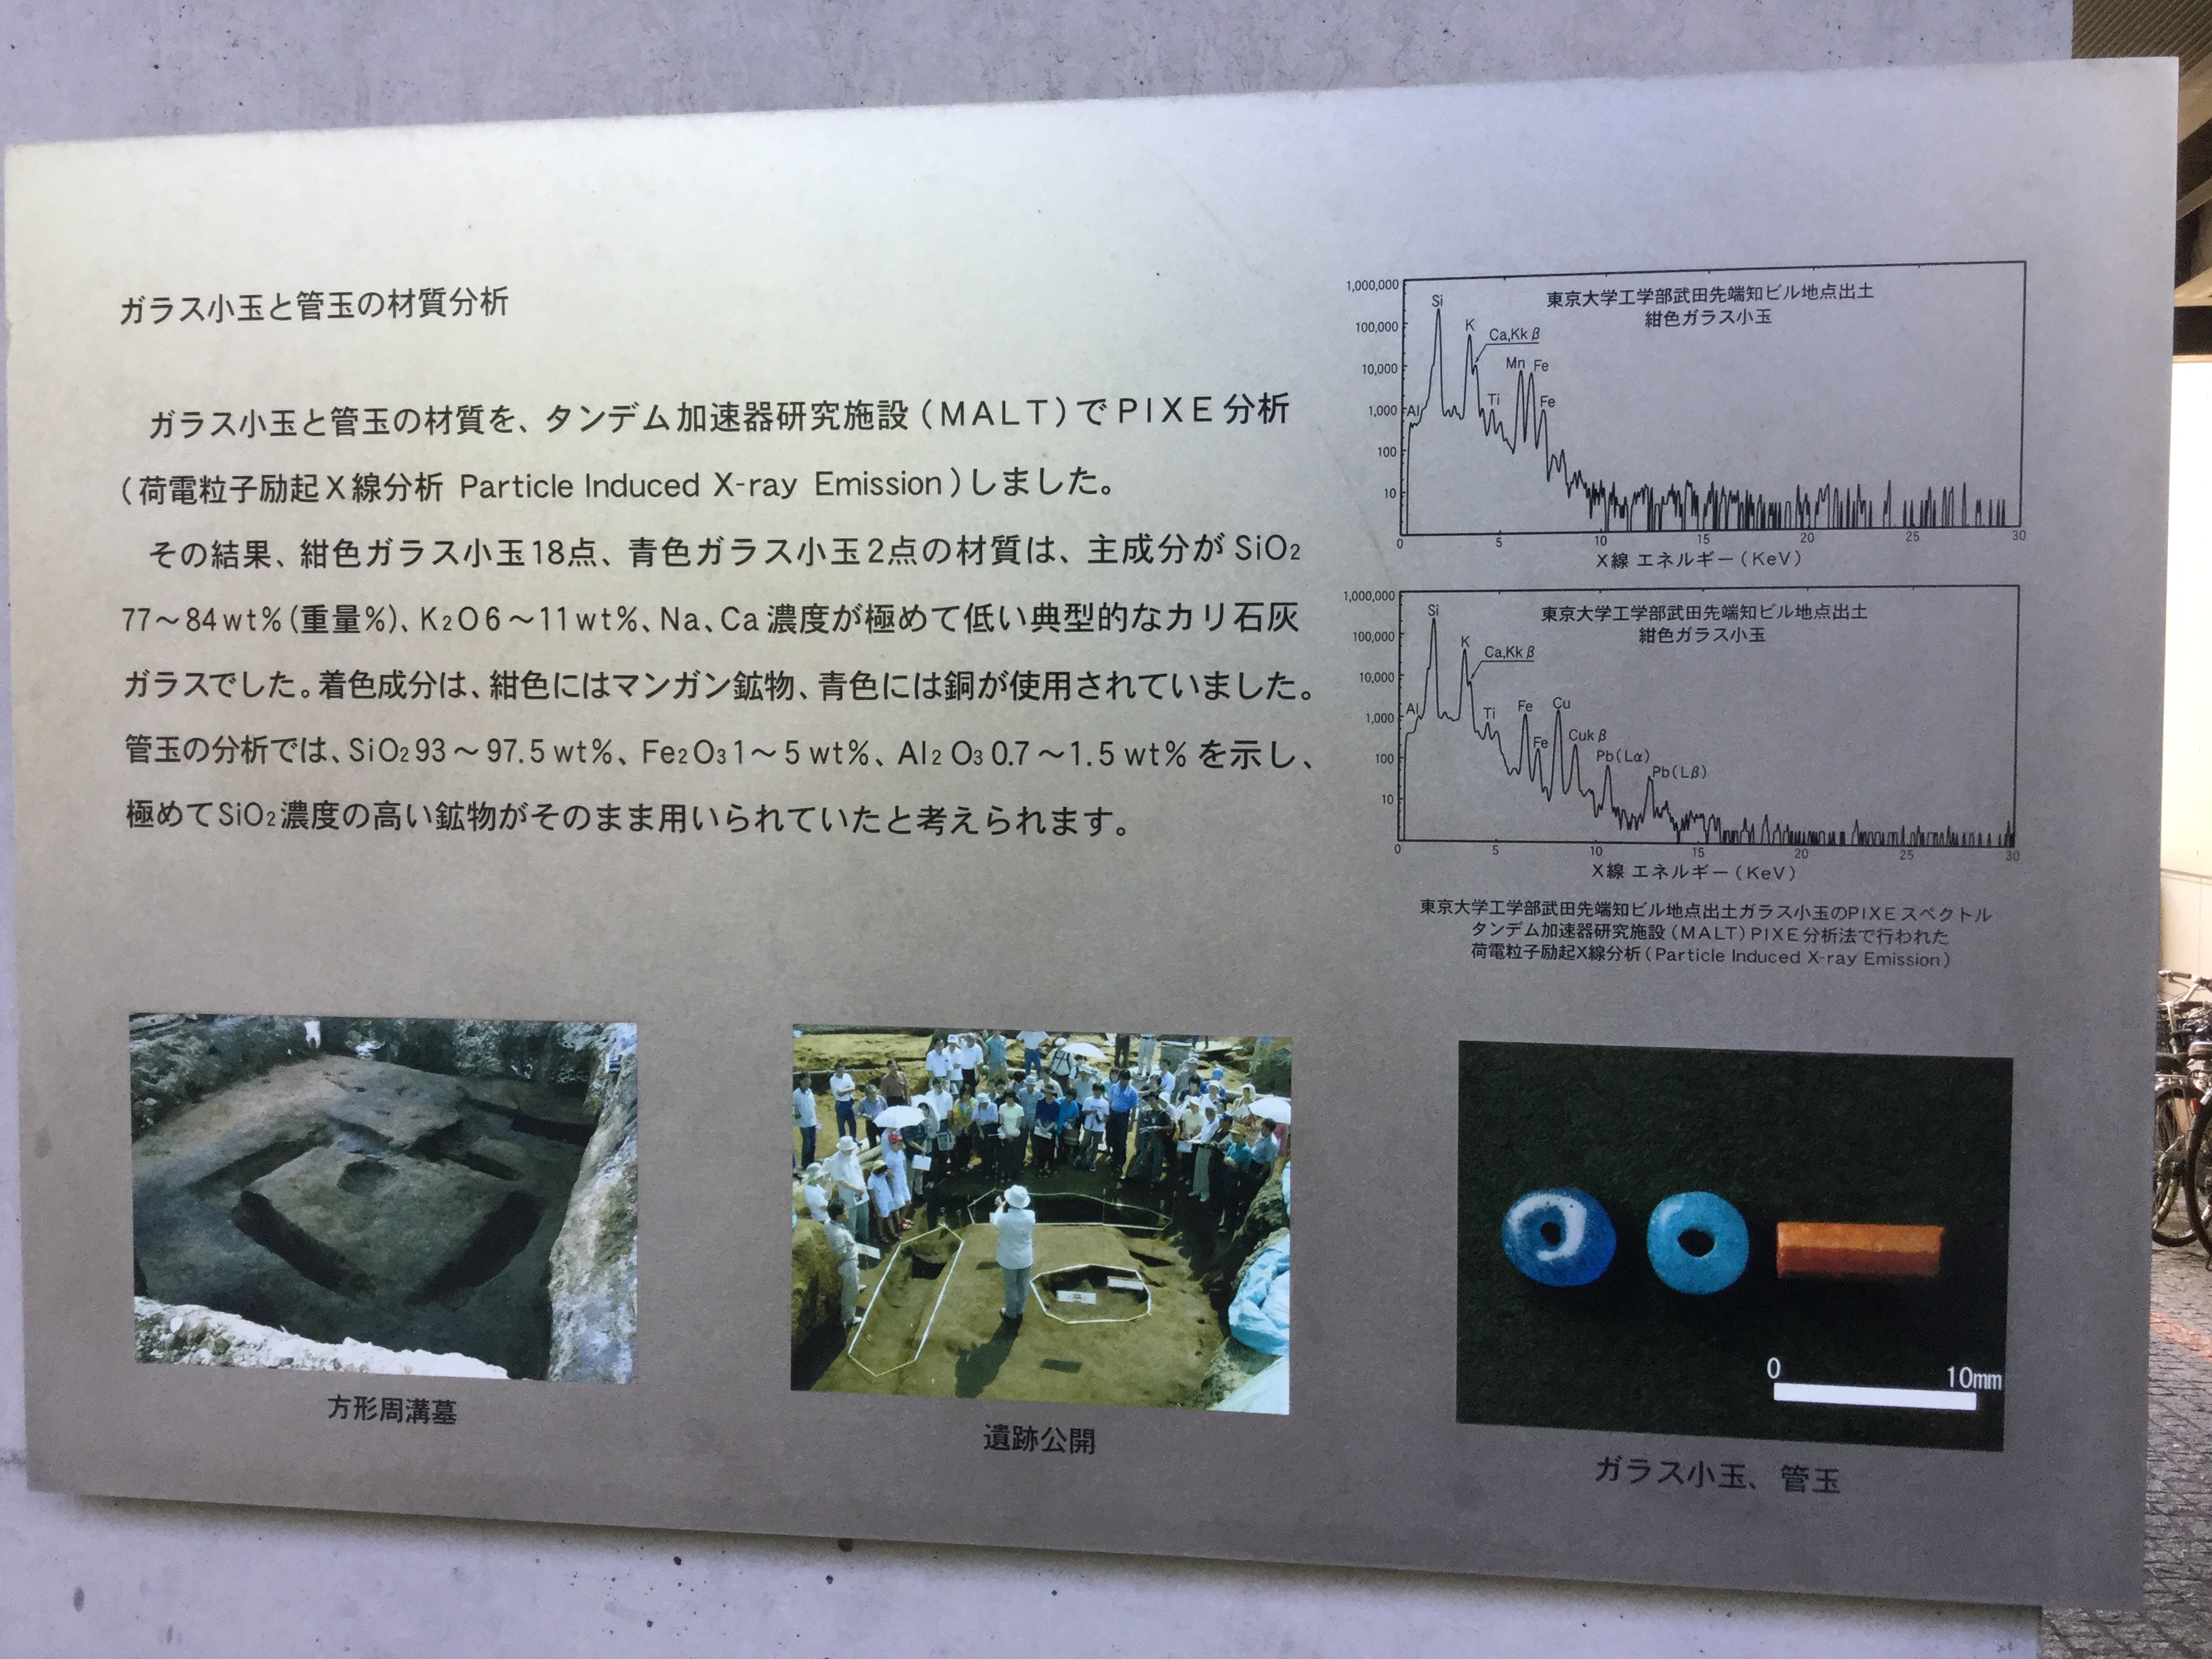 ガラス小玉と管玉の材質分析
ガラス小玉と管玉の材質を、タンデム加速器研究施設(MALT)でPIXE分析
(荷電粒子励起X線分析 Particle Induced X-ray Emission)しました。
その結果、紺色ガラス小玉18点、青色ガラス小玉2点の材質は、主成分がSiO2
77～84wt%(重量%)、K2O6～11wt%、Na、Ca濃度が極めて低い典型的なカリ石灰
ガラスでした。着色成分は、紺色にはマンガン鉱物、青色には銅が使用されていました。
管玉の分析では、SiO293～97.5wt%、Fe2O31～5wt%、Al2O30.7～1.5wt%を示し、
極めてSiO2濃度の高い鉱物がそのまま用いられていたと考えられます。
東京大学工学部武田先端知ビル地点出土
紺色ガラス小玉
1,000,000
100,000
10,000
1,000
100
10
Al
Si
K
Ca,Kkβ
Ti
Mn
Fe
Fe
0 5 10 15 20 25 30
X線 エネルギー(KeV)
東京大学工学部武田先端知ビル地点出土
紺色ガラス小玉
1,000,000
100,000
10,000
1,000
100
10
Al
Si
K
Ca,Kkβ
Ti
Fe
Fe
Cu
Cukβ
Pb(Lα)
Pb(Lβ)
0 5 10 15 20 25 30
X線 エネルギー(KeV)
東京大学工学部武田先端知ビル地点出土ガラス小玉のPIXEスペクトル
タンデム加速器研究施設(MALT)PIXE分析法で行われた
荷電粒子励起X線分析(Particle Induced X-ray Emission)
方形周溝墓
遺跡公開
0 10mm
ガラス小玉、管玉